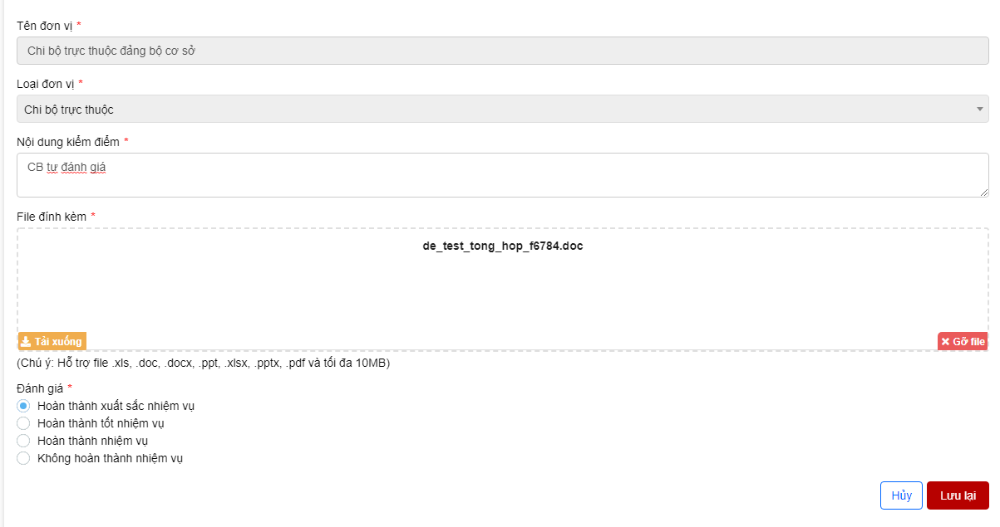 Tên đơn vị *
Chi bộ trực thuộc đảng bộ cơ sở
Loại đơn vị *
Chi bộ trực thuộc
Nội dung kiểm điểm *
CB tự đánh giá
File đính kèm *
de_test_tong_hop_f6784.doc
Tải xuống
Gỡ file
(Chú ý: Hỗ trợ file .xls, .doc, .docx, .ppt, .xlsx, .pptx, .pdf và tối đa 10MB)
Đánh giá *
Hoàn thành xuất sắc nhiệm vụ
Hoàn thành tốt nhiệm vụ
Hoàn thành nhiệm vụ
Không hoàn thành nhiệm vụ
Hủy
Lưu lại